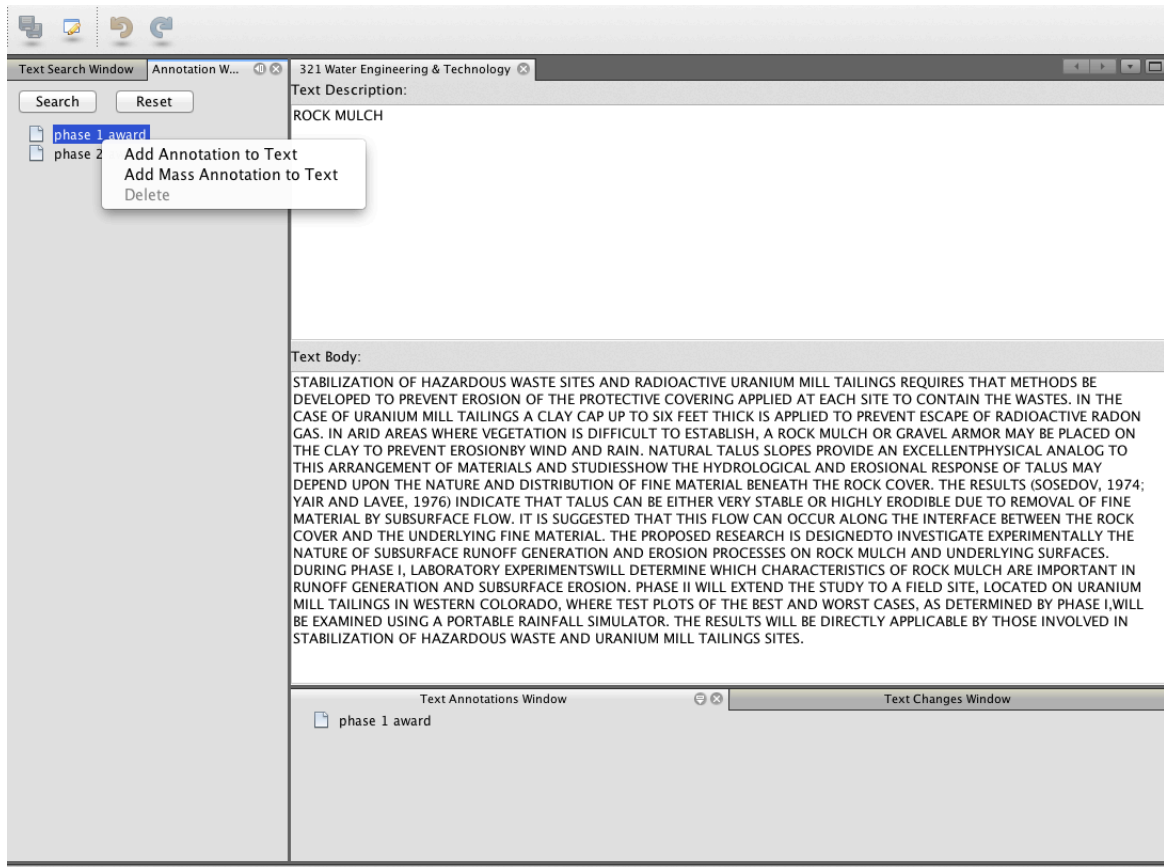 Text Search Window
Annotation W...
321 Water Engineering & Technology
Search
Reset
phase 1 award
phase 2
Add Annotation to Text
Add Mass Annotation to Text
Delete
Text Description:
ROCK MULCH
Text Body:
STABILIZATION OF HAZARDOUS WASTE SITES AND RADIOACTIVE URANIUM MILL TAILINGS REQUIRES THAT METHODS BE
DEVELOPED TO PREVENT EROSION OF THE PROTECTIVE COVERING APPLIED AT EACH SITE TO CONTAIN THE WASTES. IN THE
CASE OF URANIUM MILL TAILINGS A CLAY CAP UP TO SIX FEET THICK IS APPLIED TO PREVENT ESCAPE OF RADIOACTIVE RADON
GAS. IN ARID AREAS WHERE VEGETATION IS DIFFICULT TO ESTABLISH, A ROCK MULCH OR GRAVEL ARMOR MAY BE PLACED ON
THE CLAY TO PREVENT EROSIONBY WIND AND RAIN. NATURAL TALUS SLOPES PROVIDE AN EXCELLENTPHYSICAL ANALOG TO
THIS ARRANGEMENT OF MATERIALS AND STUDIESSHOW THE HYDROLOGICAL AND EROSIONAL RESPONSE OF TALUS MAY
DEPEND UPON THE NATURE AND DISTRIBUTION OF FINE MATERIAL BENEATH THE ROCK COVER. THE RESULTS (SOSEDOV, 1974;
YAIR AND LAVEE, 1976) INDICATE THAT TALUS CAN BE EITHER VERY STABLE OR HIGHLY ERODIBLE DUE TO REMOVAL OF FINE
MATERIAL BY SUBSURFACE FLOW. IT IS SUGGESTED THAT THIS FLOW CAN OCCUR ALONG THE INTERFACE BETWEEN THE ROCK
COVER AND THE UNDERLYING FINE MATERIAL. THE PROPOSED RESEARCH IS DESIGNEDTO INVESTIGATE EXPERIMENTALLY THE
NATURE OF SUBSURFACE RUNOFF GENERATION AND EROSION PROCESSES ON ROCK MULCH AND UNDERLYING SURFACES.
DURING PHASE I, LABORATORY EXPERIMENTSWILL DETERMINE WHICH CHARACTERISTICS OF ROCK MULCH ARE IMPORTANT IN
RUNOFF GENERATION AND SUBSURFACE EROSION. PHASE II WILL EXTEND THE STUDY TO A FIELD SITE, LOCATED ON URANIUM
MILL TAILINGS IN WESTERN COLORADO, WHERE TEST PLOTS OF THE BEST AND WORST CASES, AS DETERMINED BY PHASE I,WILL
BE EXAMINED USING A PORTABLE RAINFALL SIMULATOR. THE RESULTS WILL BE DIRECTLY APPLICABLE BY THOSE INVOLVED IN
STABILIZATION OF HAZARDOUS WASTE AND URANIUM MILL TAILINGS SITES.
Text Annotations Window
Text Changes Window
phase 1 award